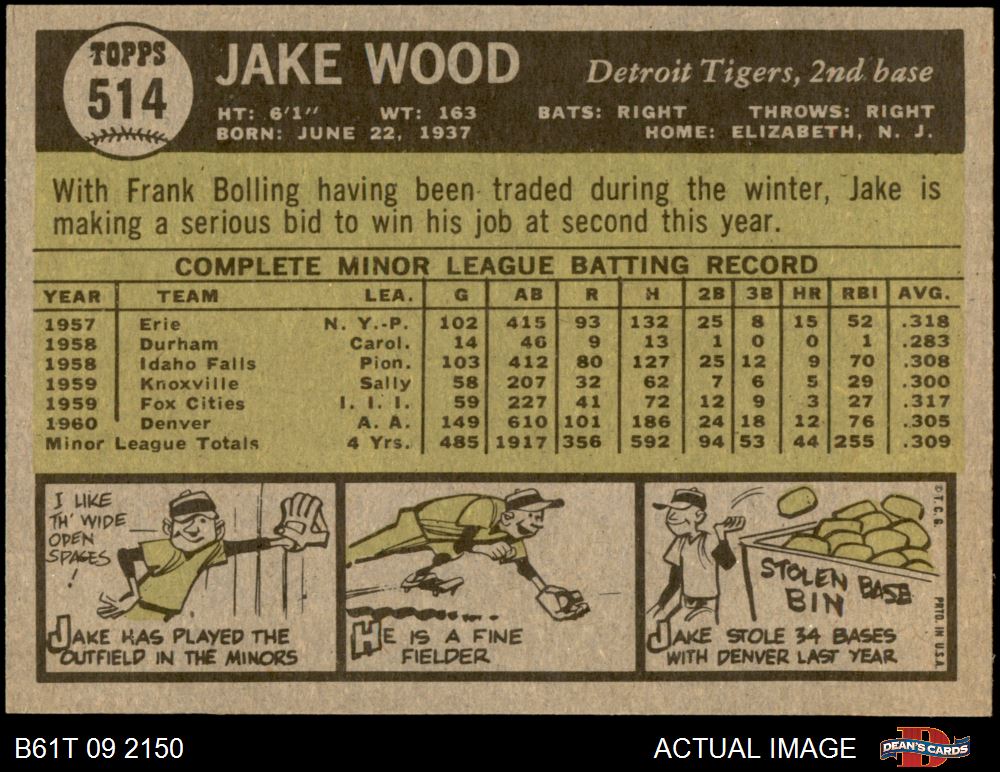 TOPPS
514
JAKE WOOD
Detroit Tigers, 2nd base
HT: 6'1" WT: 163 BATS: RIGHT THROWS: RIGHT
BORN: JUNE 22, 1937 HOME: ELIZABETH, N. J.
With Frank Bolling having been traded during the winter, Jake is
making a serious bid to win his job at second this year.
COMPLETE MINOR LEAGUE BATTING RECORD
YEAR TEAM LEA. G AB R H 2B 3B HR RBI AVG.
1957 Erie N. Y.-P. 102 415 93 132 25 8 15 52 .318
1958 Durham Carol. 14 46 9 13 1 0 0 1 .283
1958 Idaho Falls Pion. 103 412 80 127 25 12 9 70 .308
1959 Knoxville Sally 58 207 32 62 7 6 5 29 .300
1959 Fox Cities I. I. I. 59 227 41 72 12 9 3 27 .317
1960 Denver A. A. 149 610 101 186 24 18 12 76 .305
Minor League Totals 4 Yrs. 485 1917 356 592 94 53 44 255 .309
I LIKE
TH' WIDE
OPEN
SPACES
!
JAKE HAS PLAYED THE
OUTFIELD IN THE MINORS
HE IS A FINE
FIELDER
STOLEN BASE
BIN
JAKE STOLE 34 BASES
WITH DENVER LAST YEAR
© T. C. G.
PRTD. IN U.S.A.
B61T 09 2150
ACTUAL IMAGE
D
DEAN'S CARDS